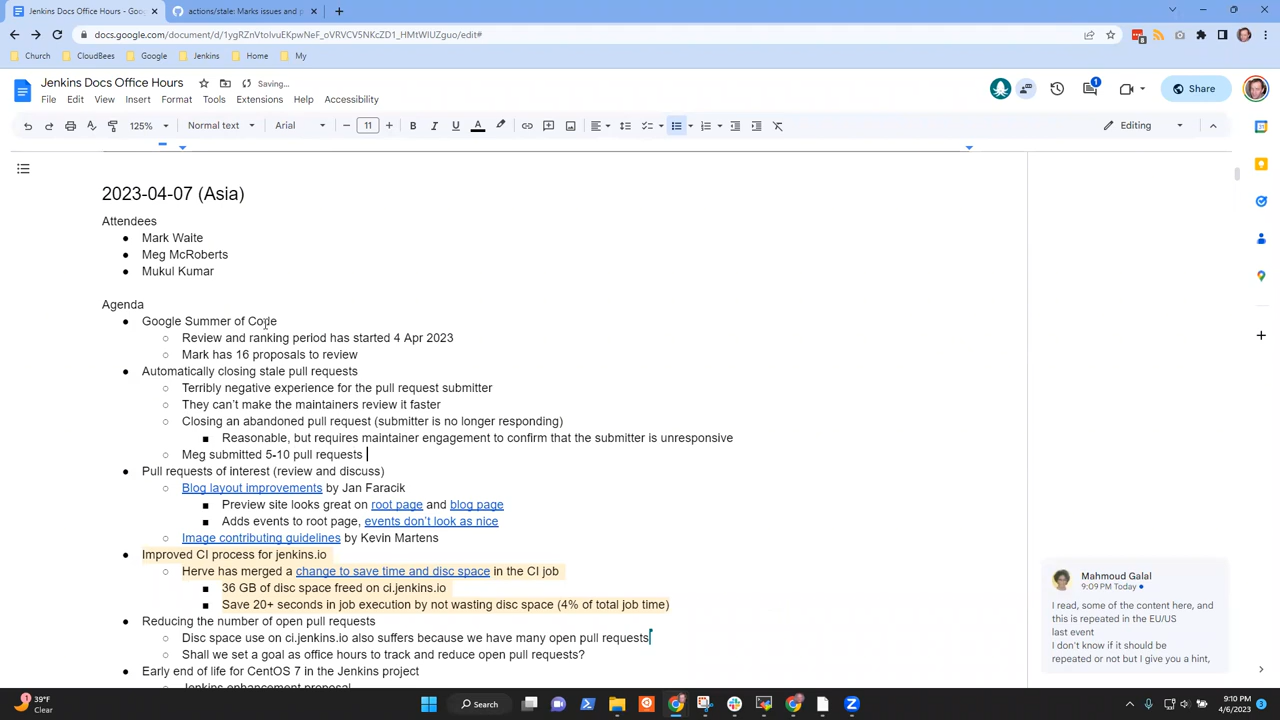 Jenkins Docs Office Hours - Goo
actions/stale: Marks issues and p
docs.google.com/document/d/1ygRZnVtoIvuEKpwNeF_oVRVCV5NKcZD1_HMtWIUZguo/edit#
Church CloudBees Google Jenkins Home My
Jenkins Docs Office Hours Saving...
File Edit View Insert Format Tools Extensions Help Accessibility
1
Share
125% Normal text Arial 11 B I U A Editing
2023-04-07 (Asia)
Attendees
● Mark Waite
● Meg McRoberts
● Mukul Kumar
Agenda
● Google Summer of Code
○ Review and ranking period has started 4 Apr 2023
○ Mark has 16 proposals to review
● Automatically closing stale pull requests
○ Terribly negative experience for the pull request submitter
○ They can't make the maintainers review it faster
○ Closing an abandoned pull request (submitter is no longer responding)
■ Reasonable, but requires maintainer engagement to confirm that the submitter is unresponsive
○ Meg submitted 5-10 pull requests
● Pull requests of interest (review and discuss)
○ Blog layout improvements by Jan Faracik
■ Preview site looks great on root page and blog page
■ Adds events to root page, events don't look as nice
○ Image contributing guidelines by Kevin Martens
● Improved CI process for jenkins.io
○ Herve has merged a change to save time and disc space in the CI job
■ 36 GB of disc space freed on ci.jenkins.io
■ Save 20+ seconds in job execution by not wasting disc space (4% of total job time)
● Reducing the number of open pull requests
○ Disc space use on ci.jenkins.io also suffers because we have many open pull requests
○ Shall we set a goal as office hours to track and reduce open pull requests?
● Early end of life for CentOS 7 in the Jenkins project
○ Jenkins enhancement proposal
Mahmoud Galal
9:09 PM Today
I read, some of the content here, and
this is repeated in the EU/US
last event
I don't know if it should be
repeated or not but I give you a hint,
39°F
Clear
Search
9:10 PM
4/6/2023